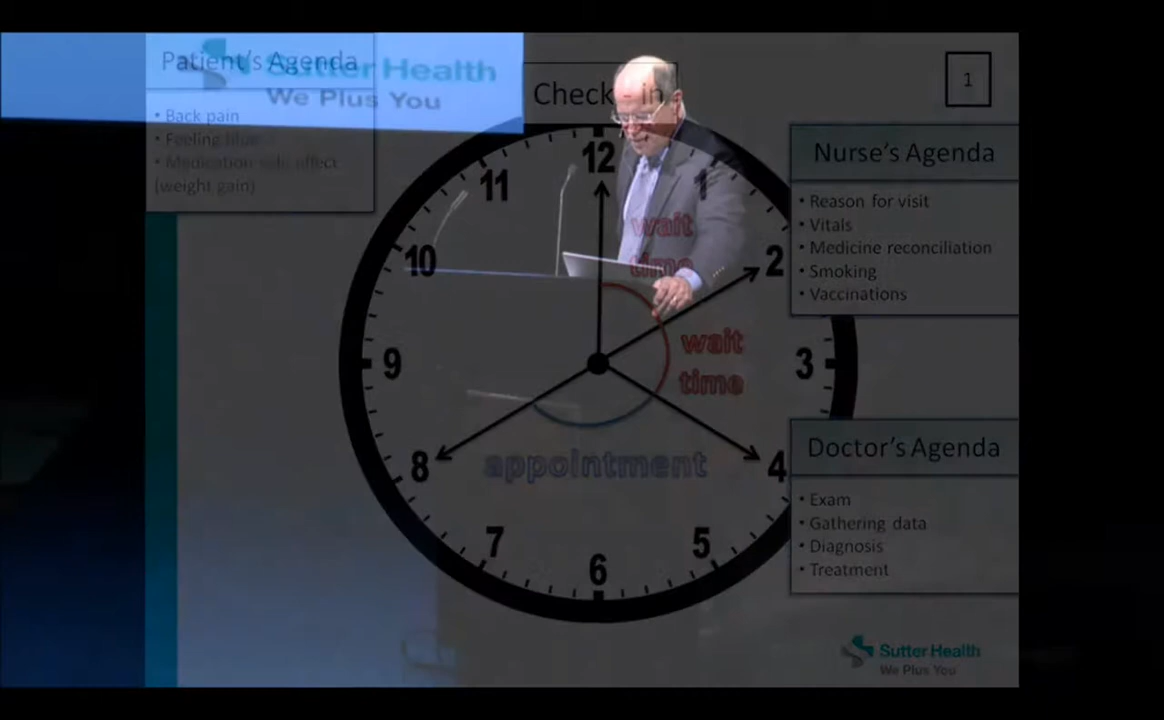 Patient's Agenda
Sutter Health
We Plus You
• Back pain
• Feeling blue
• Medication side effect
(weight gain)
Check - in
1
Nurse's Agenda
• Reason for visit
• Vitals
• Medicine reconciliation
• Smoking
• Vaccinations
12
11
1
10
2
9
3
8
4
7
5
6
wait
time
wait
time
appointment
Doctor's Agenda
• Exam
• Gathering data
• Diagnosis
• Treatment
Sutter Health
We Plus You